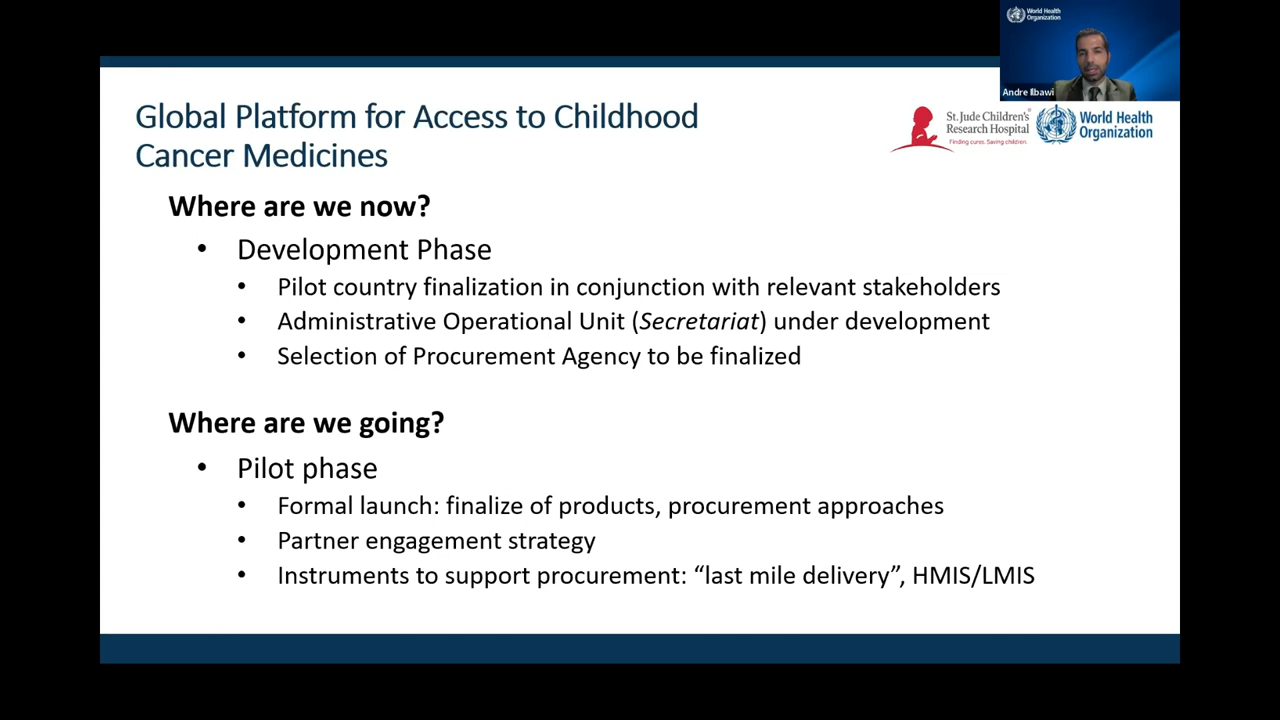 World Health
Organization
Andre Ilbawi
Global Platform for Access to Childhood
Cancer Medicines
St. Jude Children's
Research Hospital
Finding cures. Saving children.
World Health
Organization
Where are we now?
• Development Phase
• Pilot country finalization in conjunction with relevant stakeholders
• Administrative Operational Unit (Secretariat) under development
• Selection of Procurement Agency to be finalized
Where are we going?
• Pilot phase
• Formal launch: finalize of products, procurement approaches
• Partner engagement strategy
• Instruments to support procurement: “last mile delivery”, HMIS/LMIS